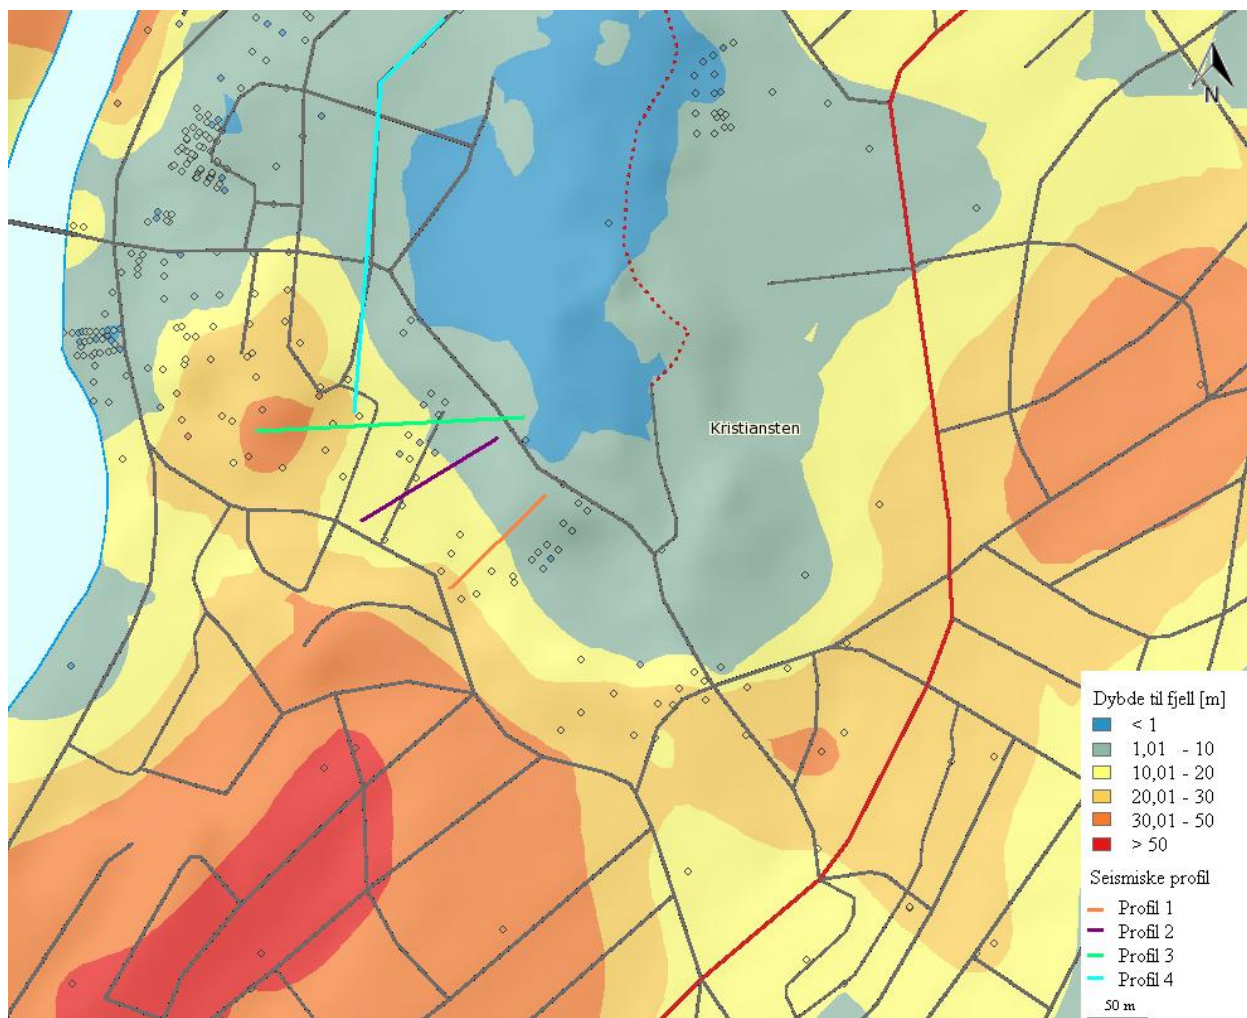 N
Kristiansten
Dybde til fjell [m]
< 1
1,01 - 10
10,01 - 20
20,01 - 30
30,01 - 50
> 50
Seismiske profil
Profil 1
Profil 2
Profil 3
Profil 4
50 m